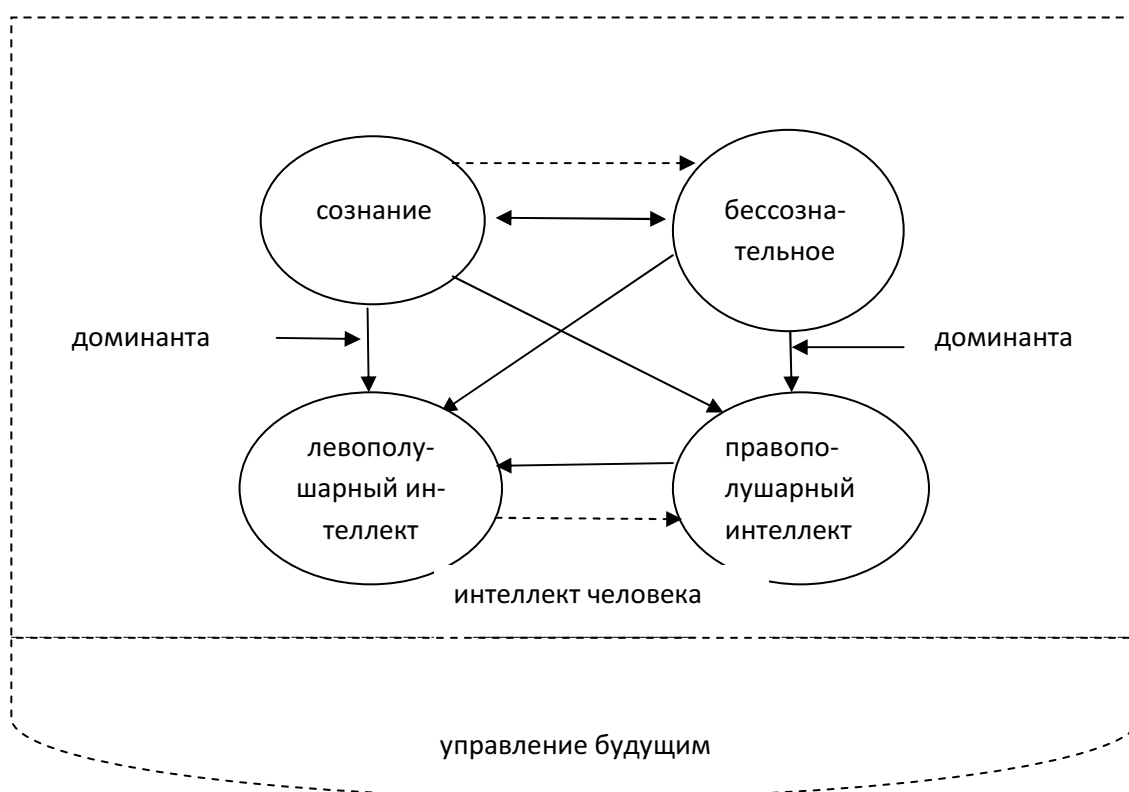 сознание
бессозна-
тельное
доминанта
доминанта
левополу-
шарный ин-
теллект
правопо-
лушарный
интеллект
интеллект человека
управление будущим